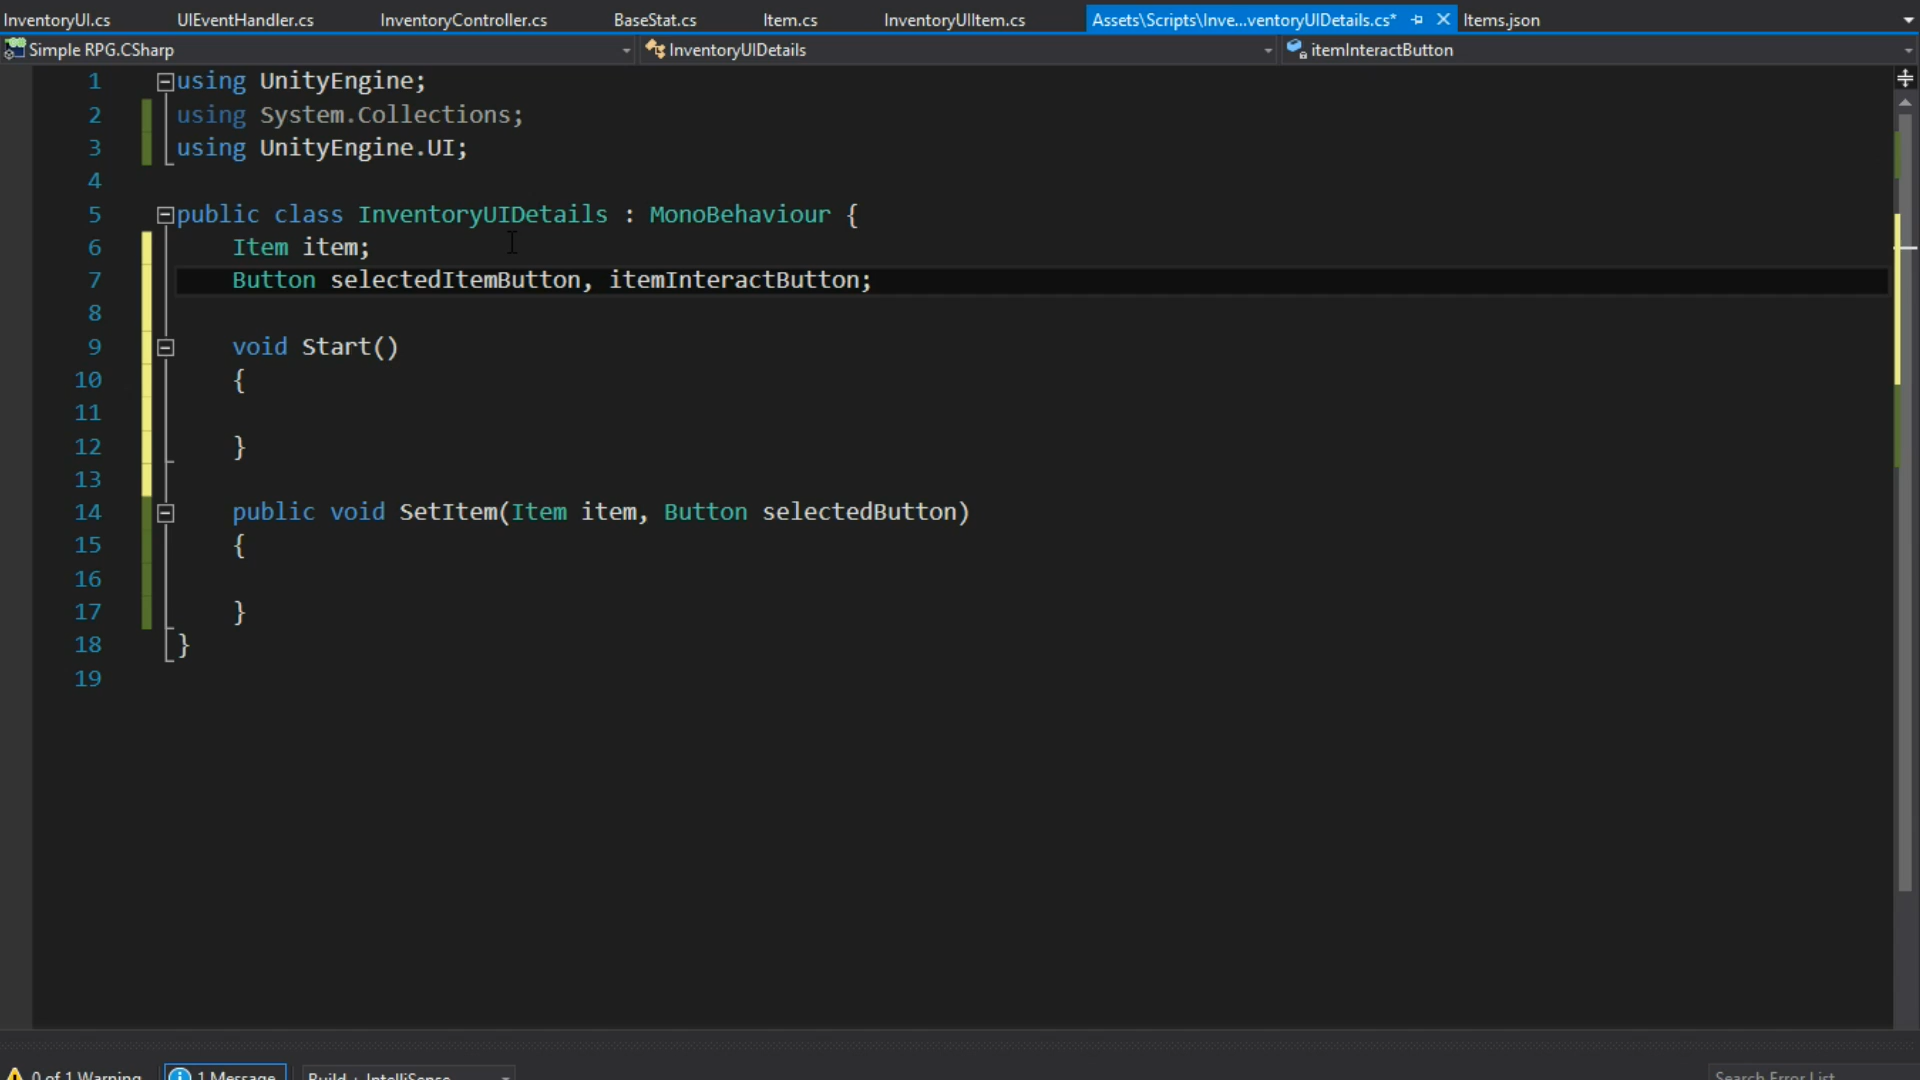 InventoryUI.cs UIEventHandler.cs InventoryController.cs BaseStat.cs Item.cs InventoryUIItem.cs Assets\Scripts\Inve...ventoryUIDetails.cs* Items.json
Simple RPG.CSharp InventoryUIDetails itemInteractButton
1 using UnityEngine;
2 using System.Collections;
3 using UnityEngine.UI;
4
5 public class InventoryUIDetails : MonoBehaviour {
6 Item item;
7 Button selectedItemButton, itemInteractButton;
8
9 void Start()
10 {
11
12 }
13
14 public void SetItem(Item item, Button selectedButton)
15 {
16
17 }
18 }
19
0 of 1 Warning 1 Message Build + IntelliSense Search Error List